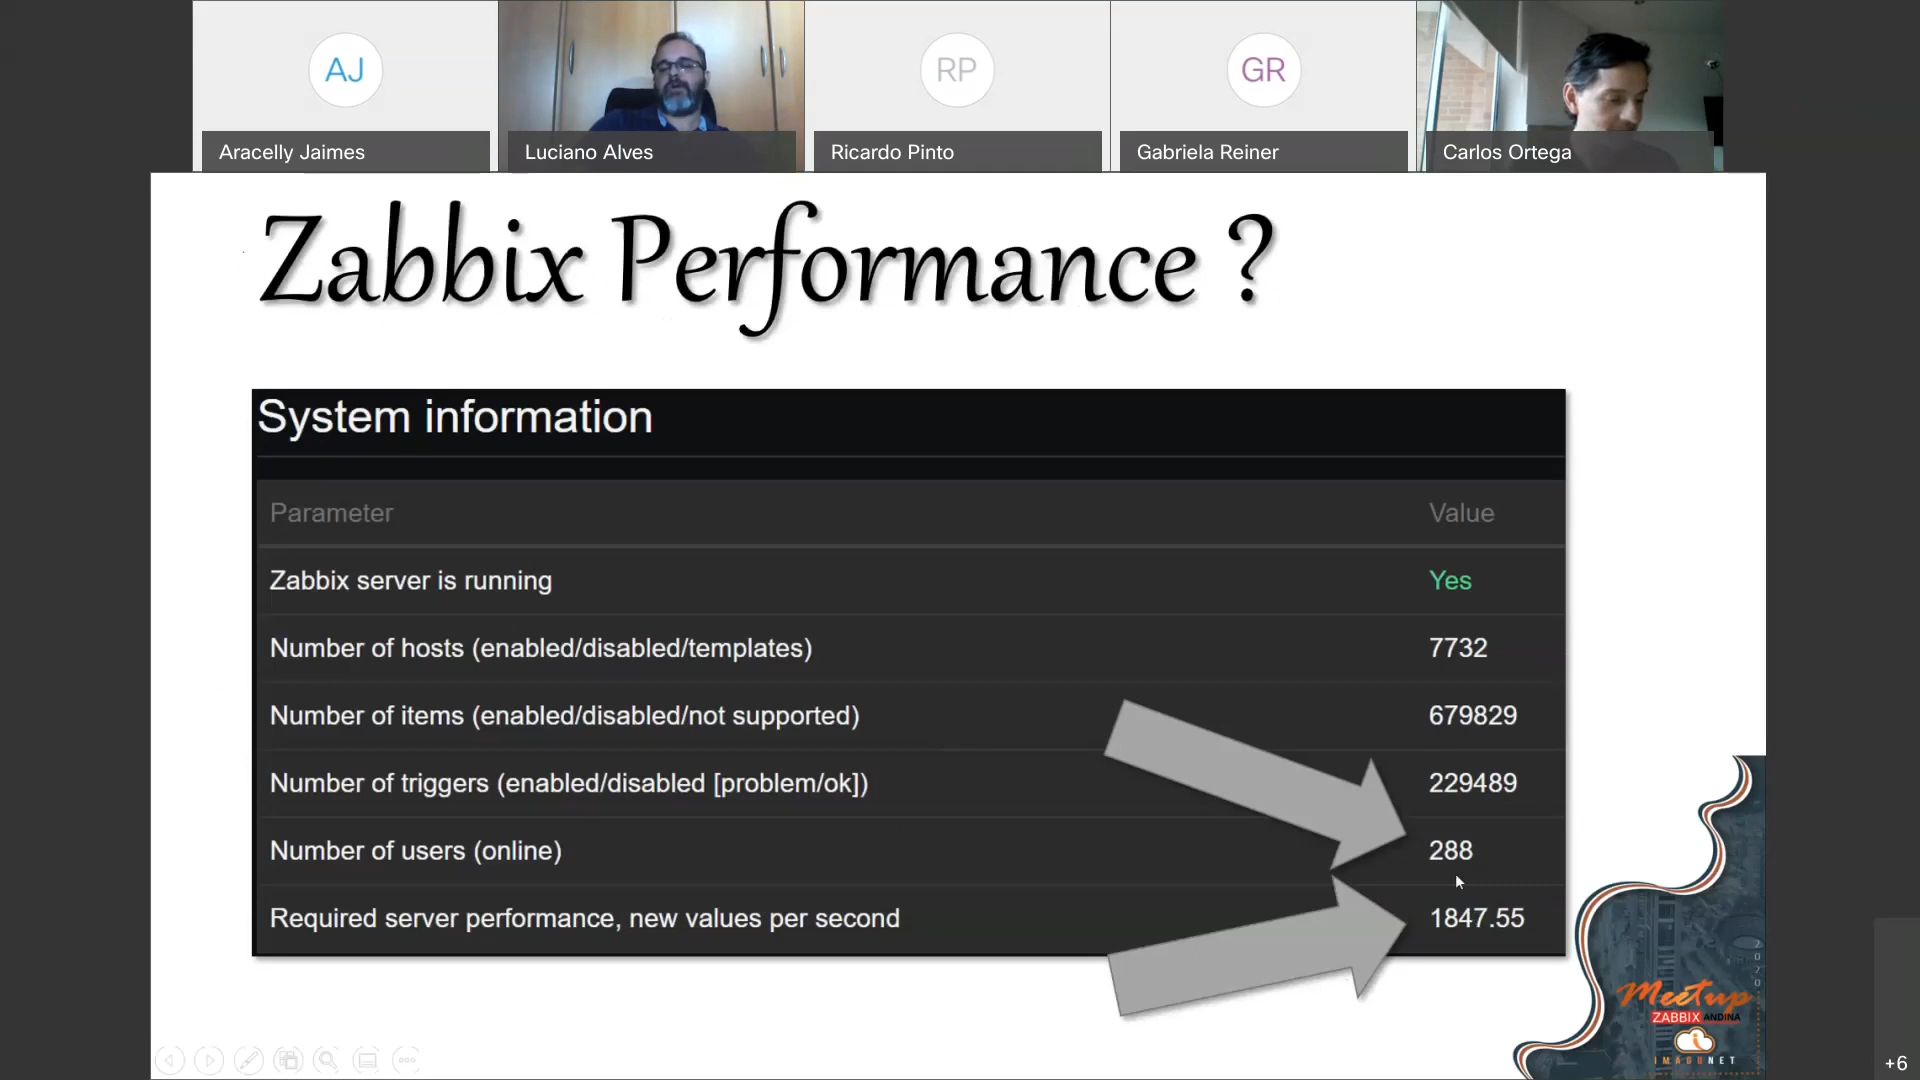 AJ
RP
GR
Aracelly Jaimes
Luciano Alves
Ricardo Pinto
Gabriela Reiner
Carlos Ortega
Zabbix Performance ?
System information
Parameter Value
Zabbix server is running Yes
Number of hosts (enabled/disabled/templates) 7732
Number of items (enabled/disabled/not supported) 679829
Number of triggers (enabled/disabled [problem/ok]) 229489
Number of users (online) 288
Required server performance, new values per second 1847.55
2020
Meetup
ZABBIX ANDINA
IMAGUNET
+6